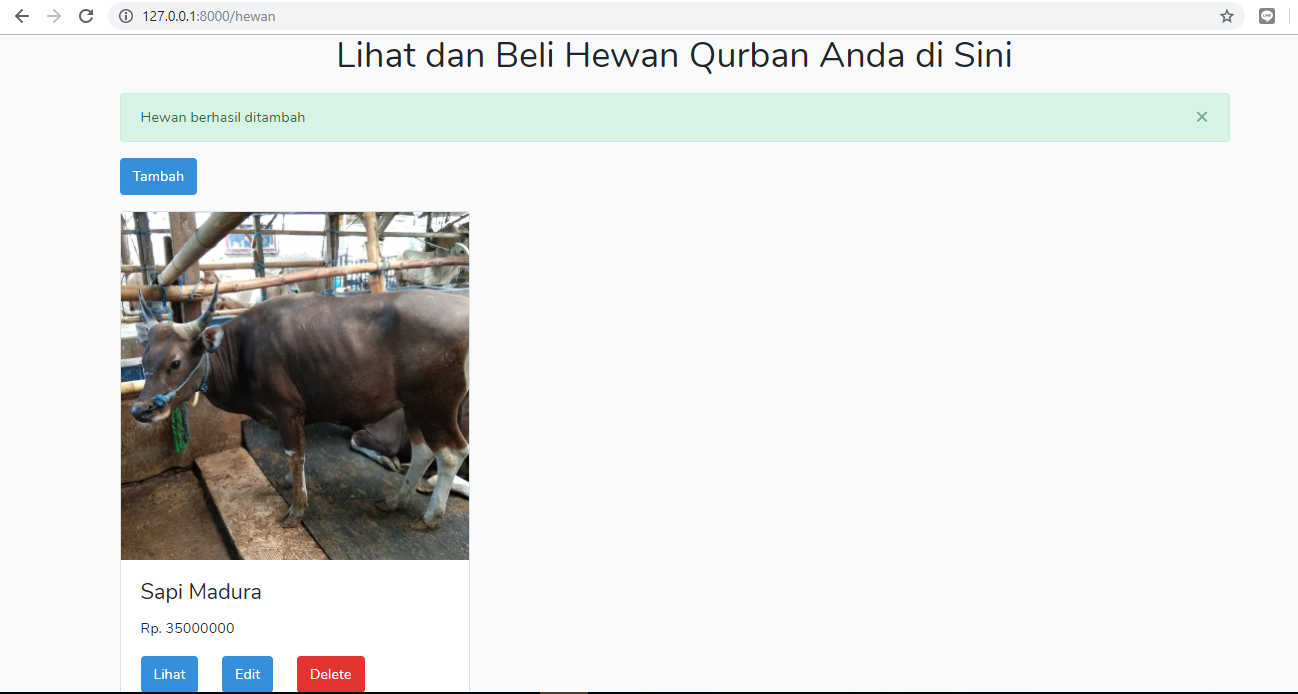 127.0.0.1:8000/hewan
Lihat dan Beli Hewan Qurban Anda di Sini
Hewan berhasil ditambah ×
Tambah
Sapi Madura
Rp. 35000000
Lihat Edit Delete